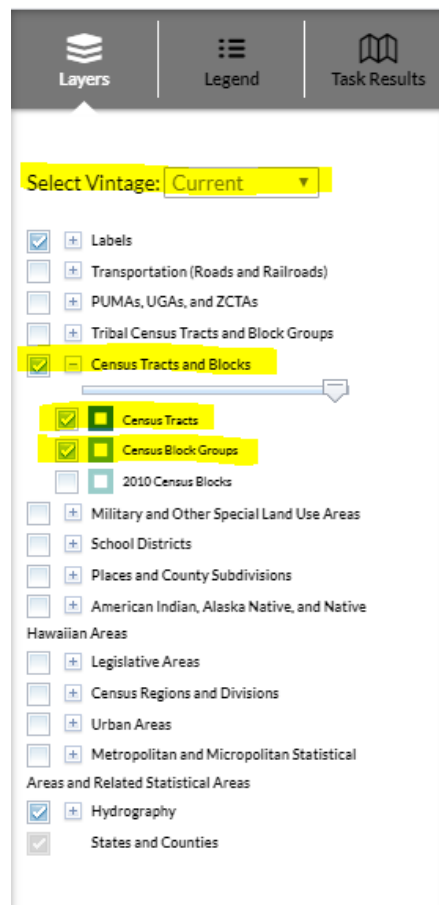 Layers
Legend
Task Results
Select Vintage: Current
Labels
Transportation (Roads and Railroads)
PUMAs, UGAs, and ZCTAs
Tribal Census Tracts and Block Groups
Census Tracts and Blocks
Census Tracts
Census Block Groups
2010 Census Blocks
Military and Other Special Land Use Areas
School Districts
Places and County Subdivisions
American Indian, Alaska Native, and Native
Hawaiian Areas
Legislative Areas
Census Regions and Divisions
Urban Areas
Metropolitan and Micropolitan Statistical
Areas and Related Statistical Areas
Hydrography
States and Counties